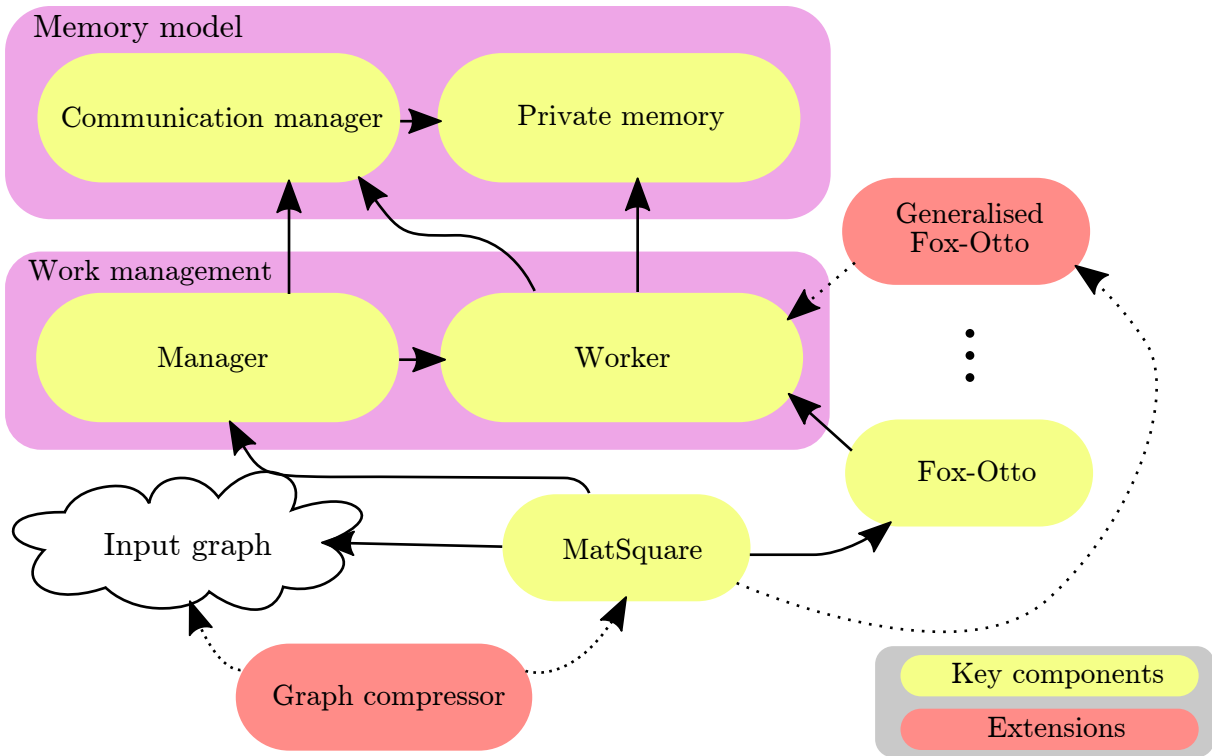 Memory model
Communication manager
Private memory
Generalised
Fox-Otto
Work management
Manager
Worker
Fox-Otto
Input graph
MatSquare
Graph compressor
Key components
Extensions